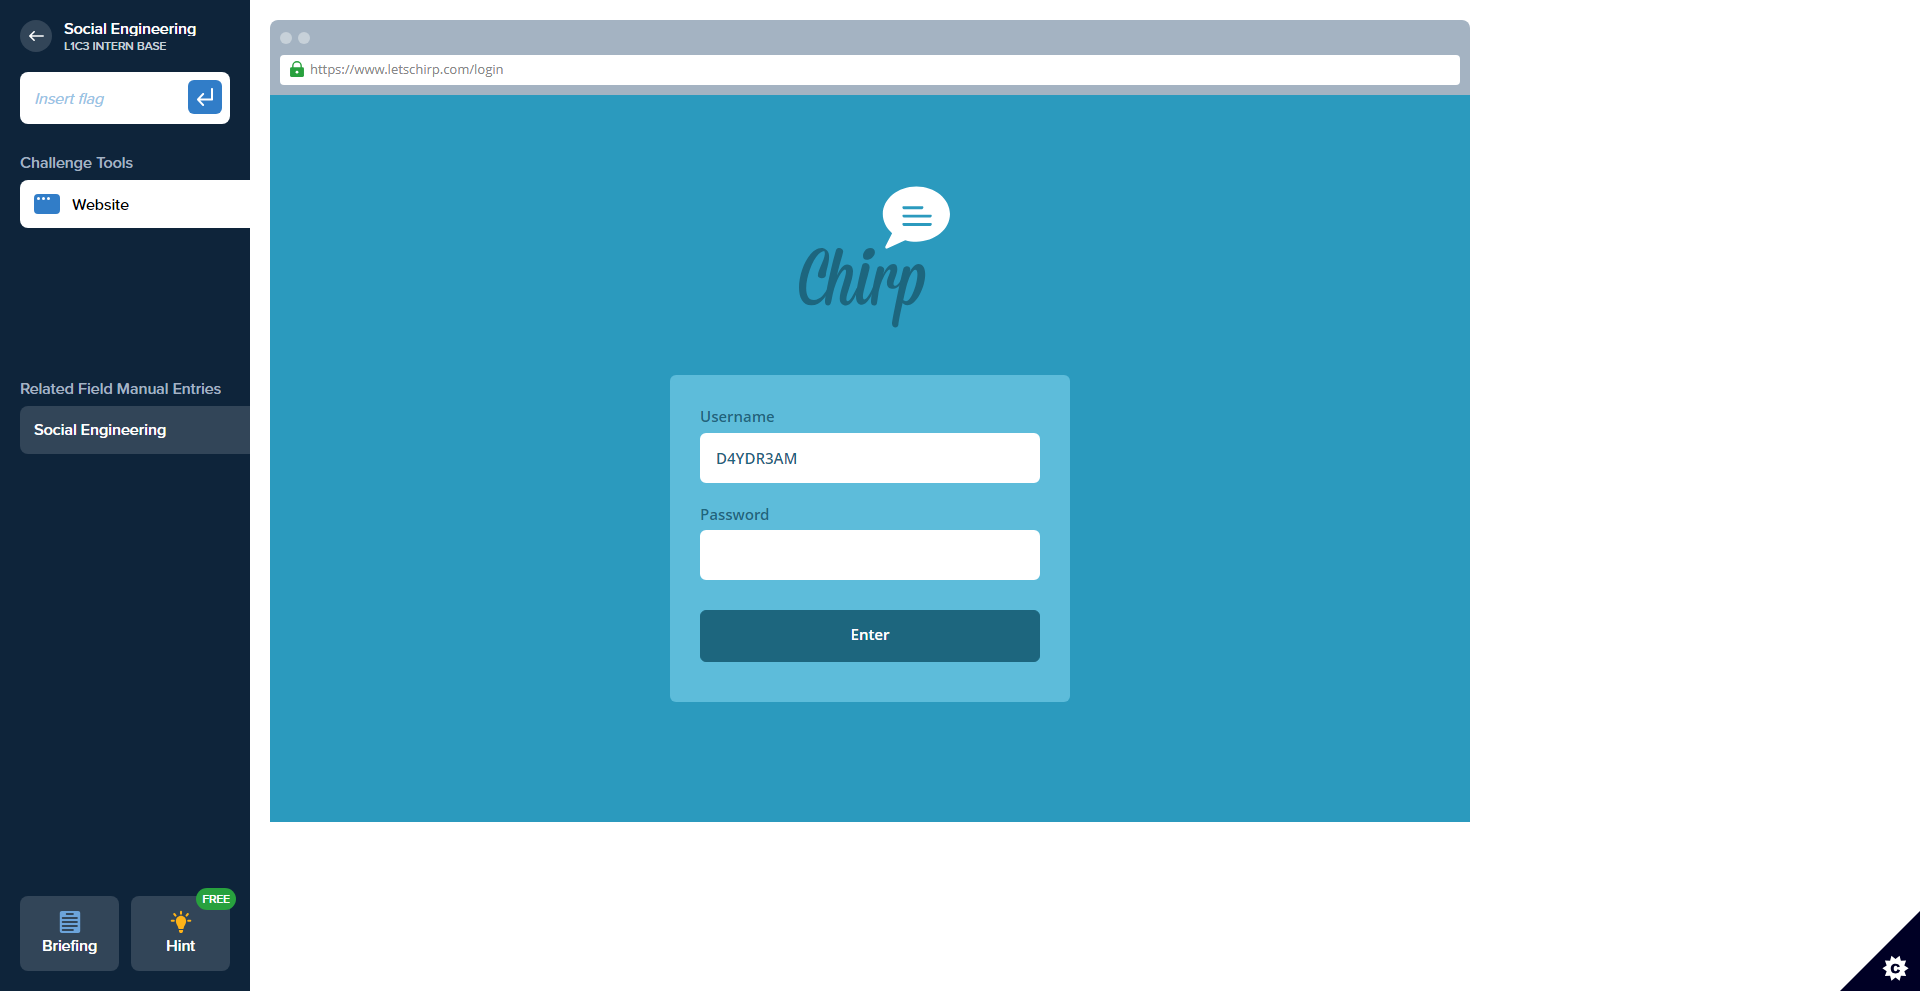 Social Engineering
L1C3 INTERN BASE
Insert flag
Challenge Tools
Website
Related Field Manual Entries
Social Engineering
Briefing
FREE
Hint
https://www.letschirp.com/login
Chirp
Username
D4YDR3AM
Password
Enter
C